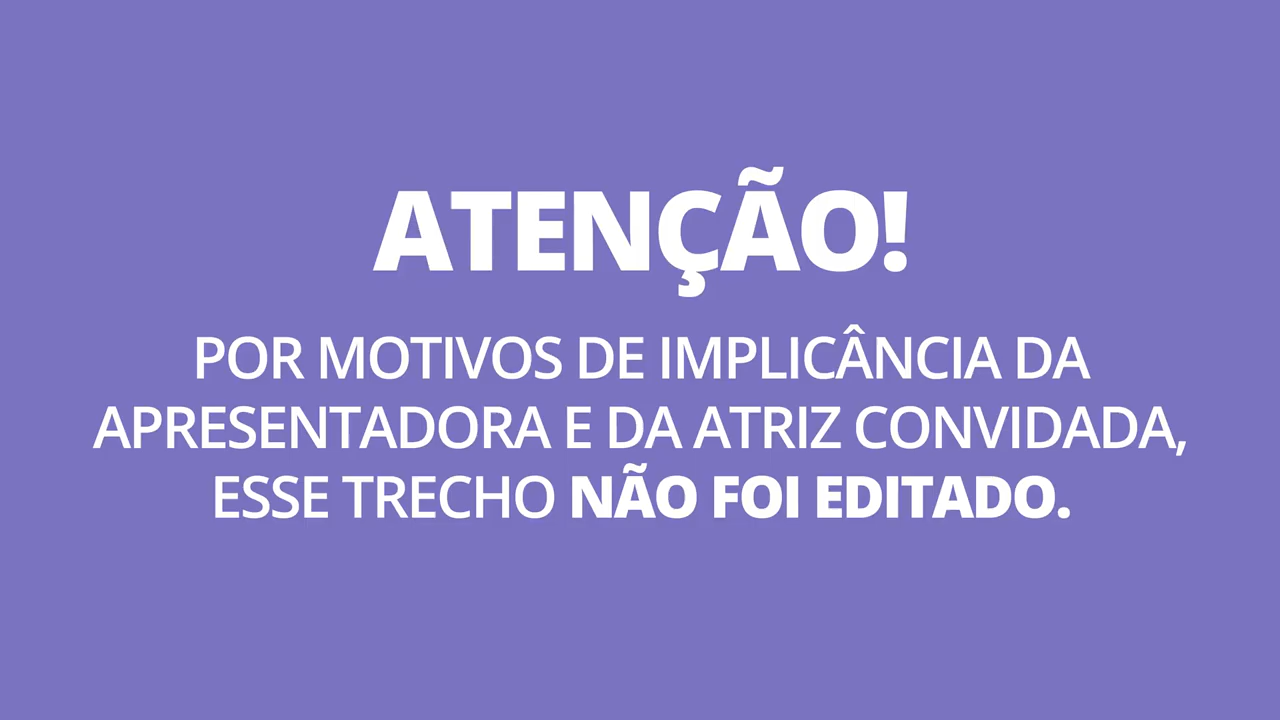 ATENÇÃO!
POR MOTIVOS DE IMPLICÂNCIA DA
APRESENTADORA E DA ATRIZ CONVIDADA,
ESSE TRECHO NÃO FOI EDITADO.